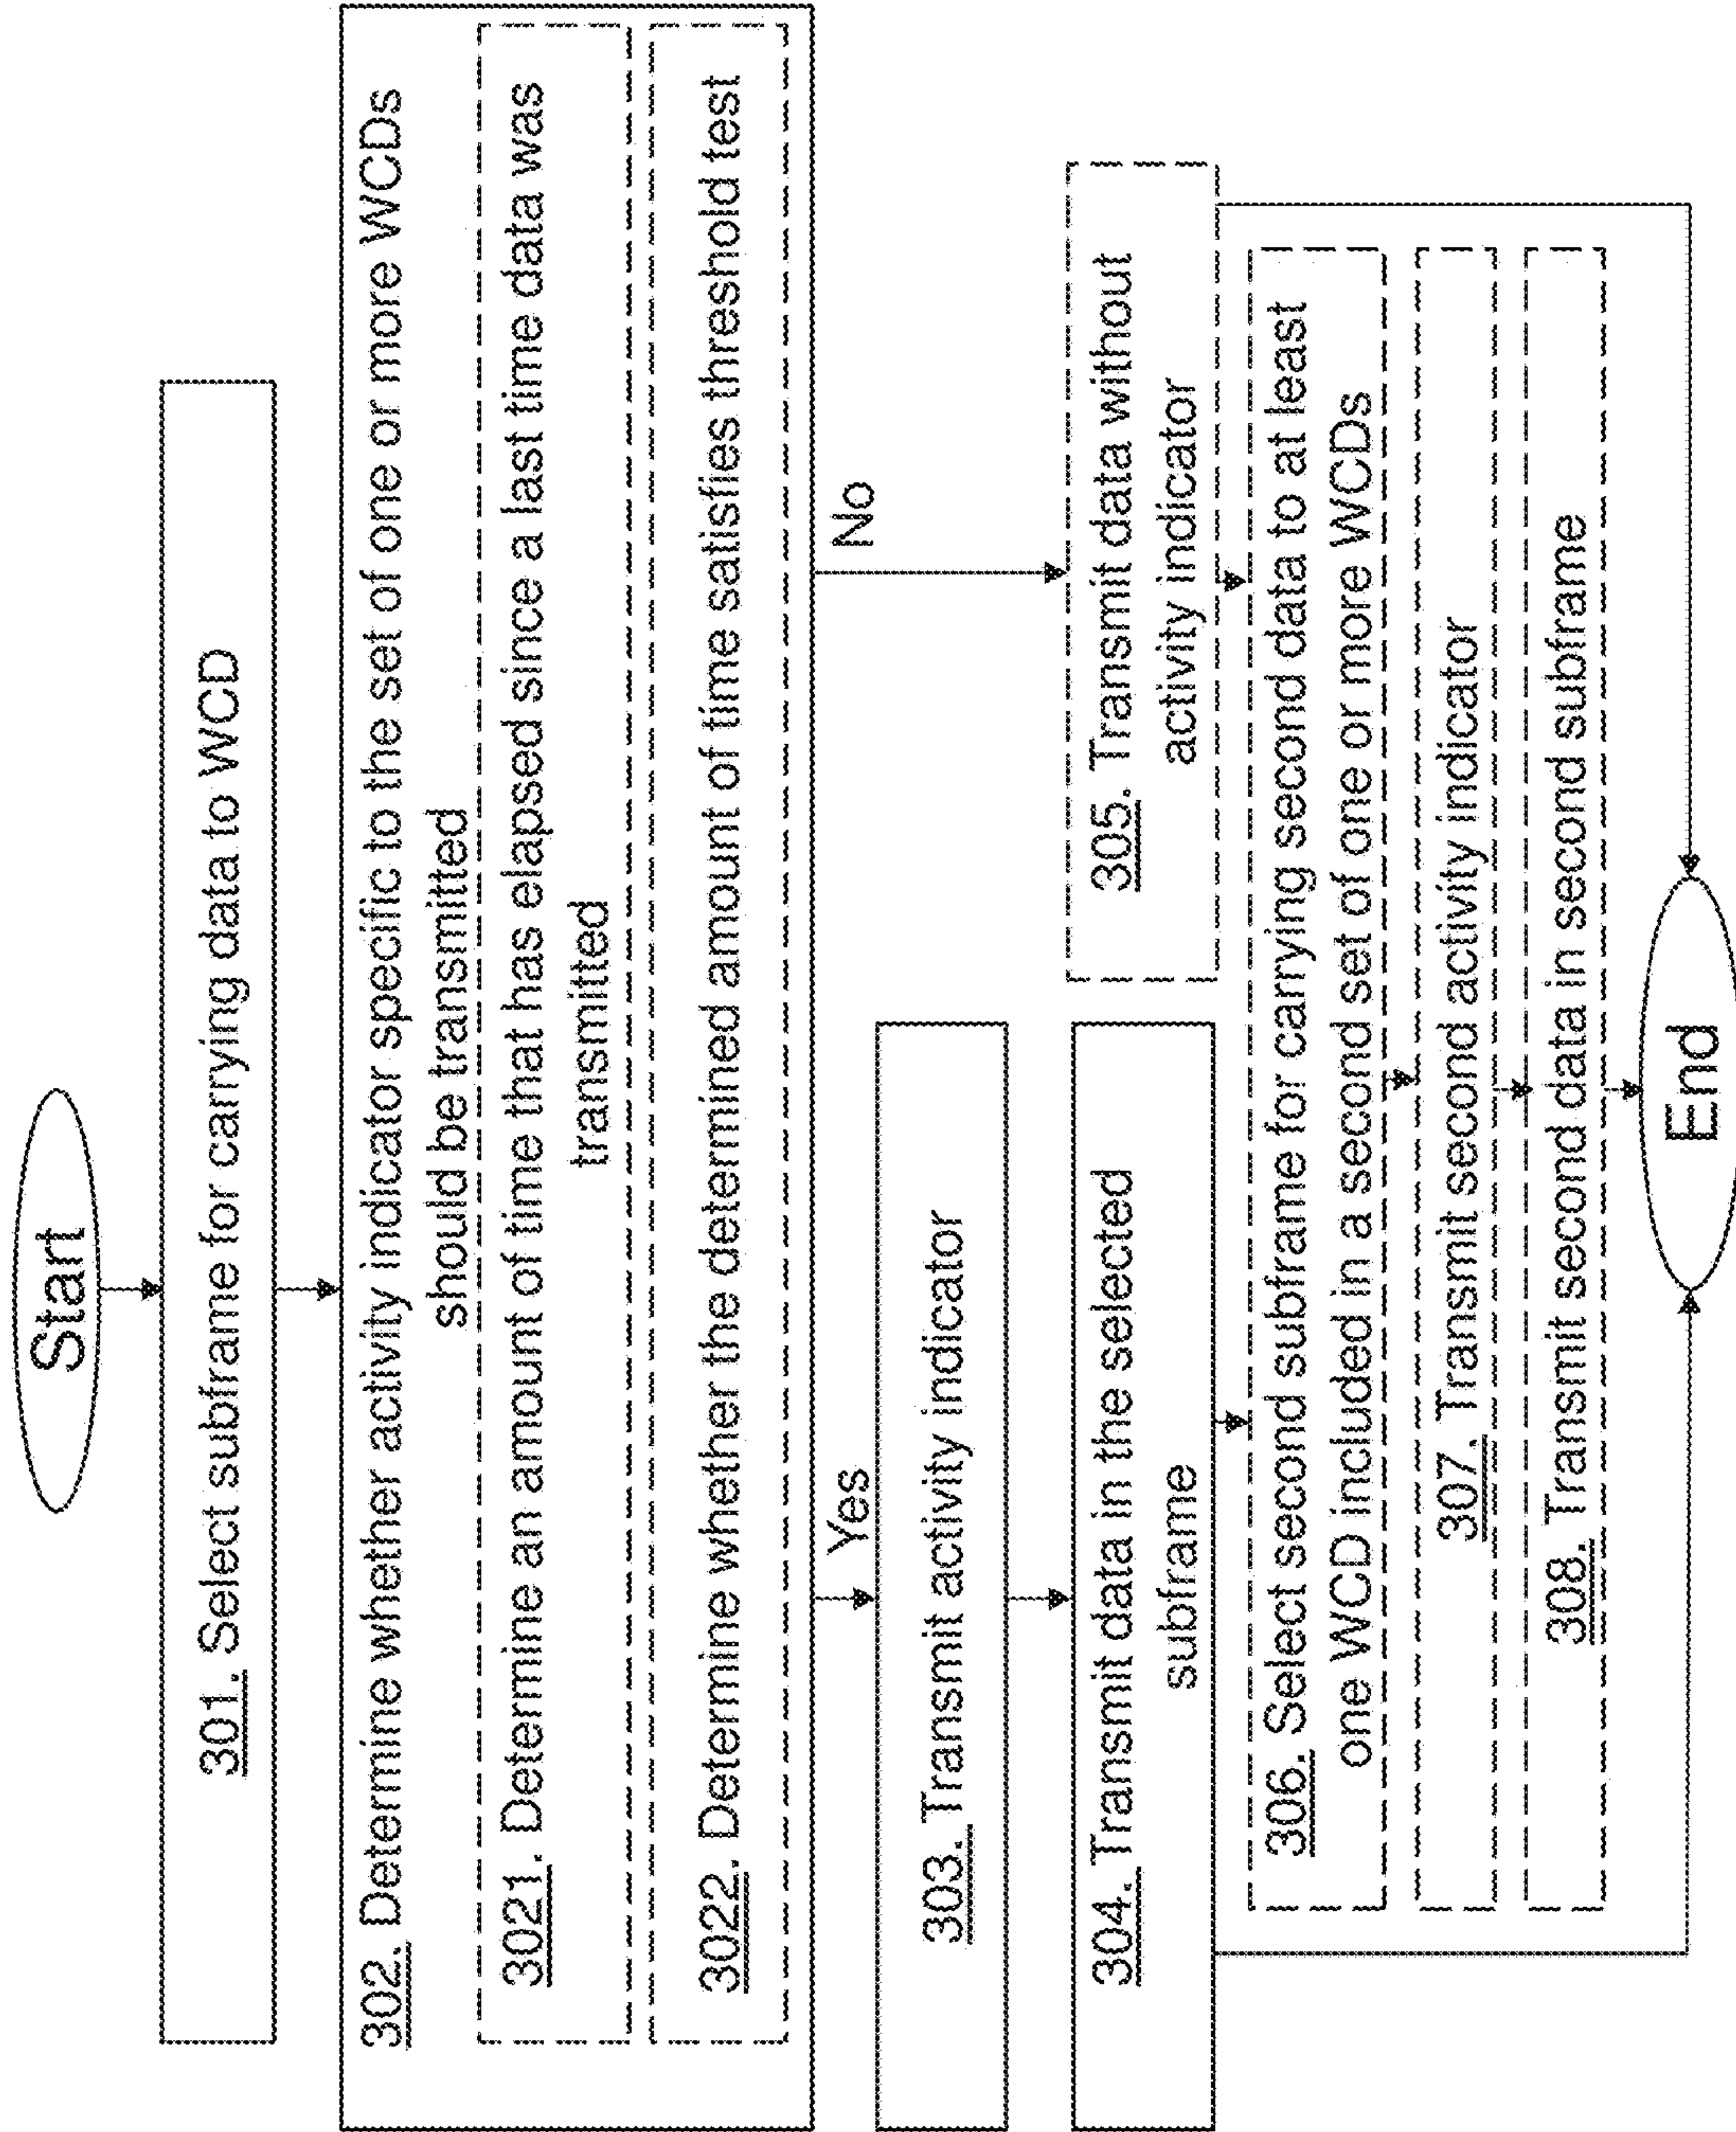 Start
301. Select subframe for carrying data to WCD
302. Determine whether activity indicator specific to the set of one or more WCDs
should be transmitted
3021. Determine an amount of time that has elapsed since a last time data was
transmitted
3022. Determine whether the determined amount of time satisfies threshold test
Yes
No
303. Transmit activity indicator
304. Transmit data in the selected
subframe
305. Transmit data without
activity indicator
306. Select second subframe for carrying second data to at least
one WCD included in a second set of one or more WCDs
307. Transmit second activity indicator
308. Transmit second data in second subframe
End